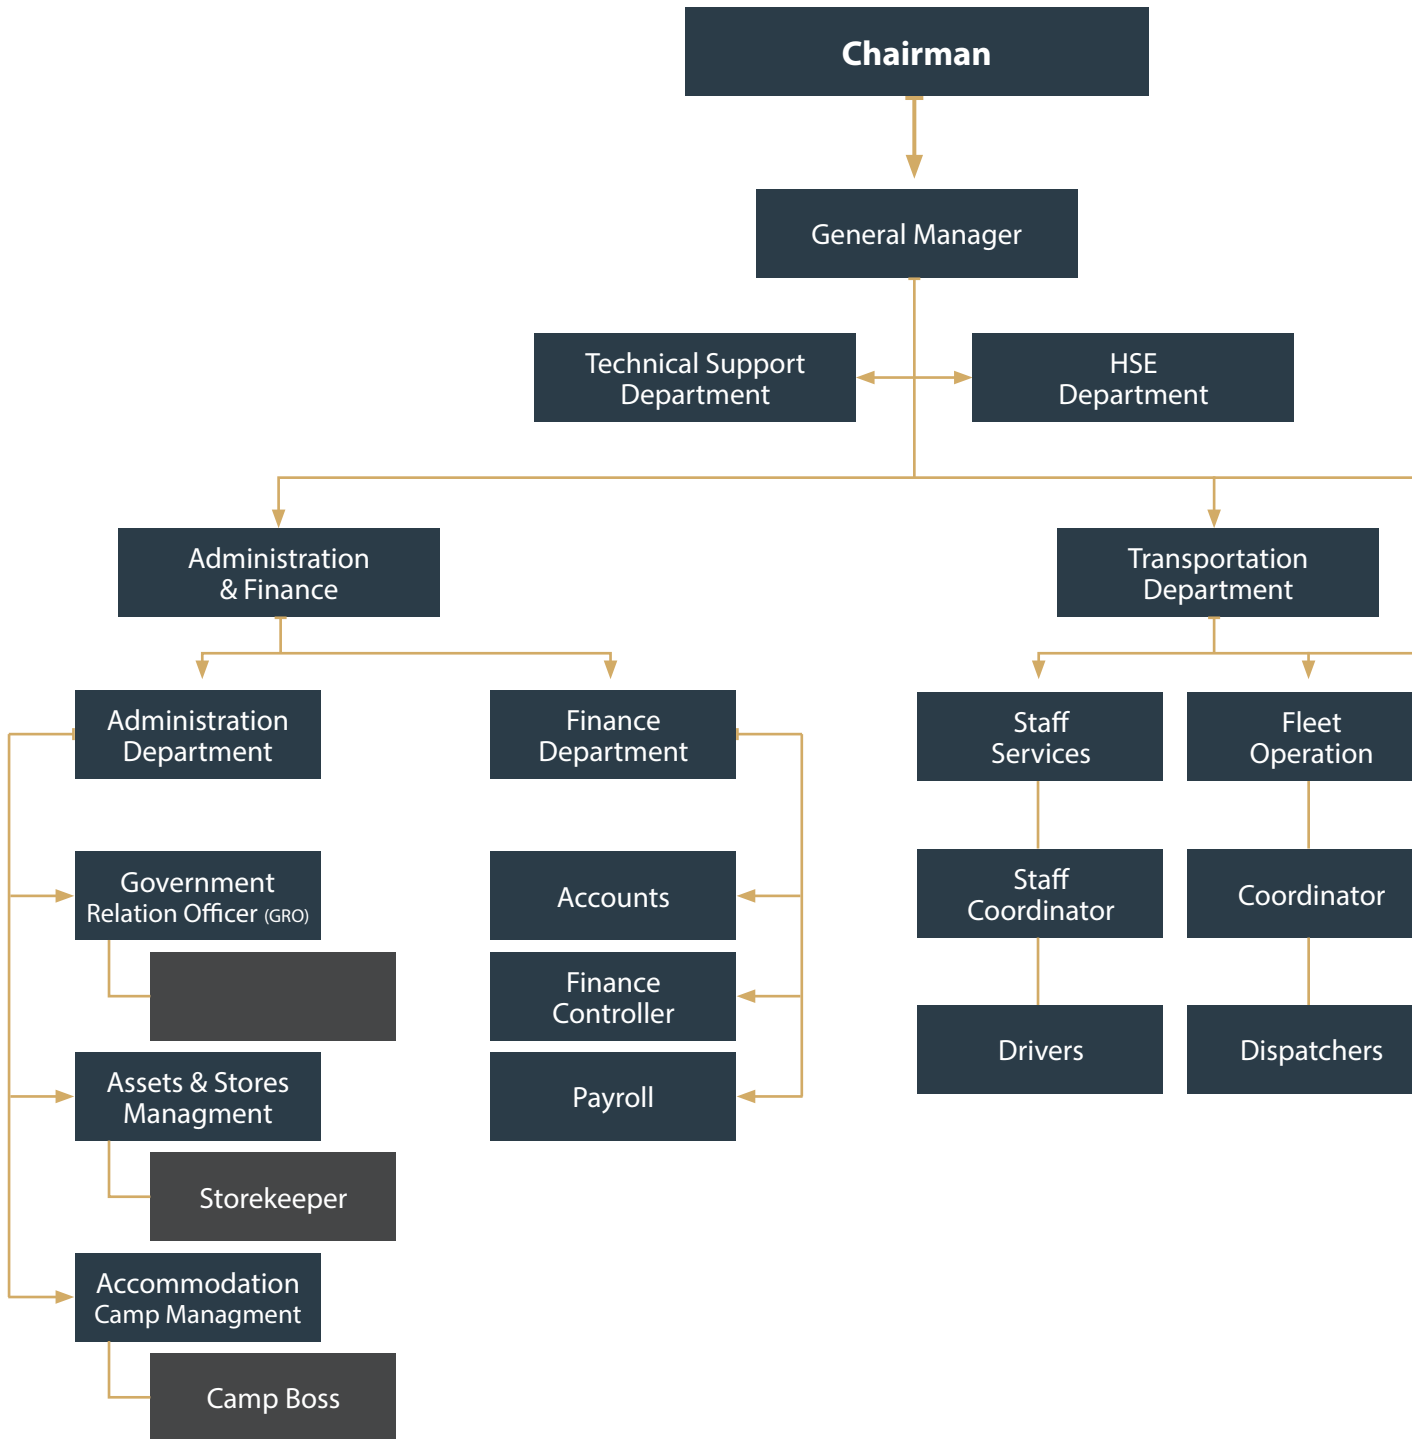 Chairman
General Manager
Technical Support
Department
HSE
Department
Administration
& Finance
Transportation
Department
Administration
Department
Finance
Department
Staff
Services
Fleet
Operation
Government
Relation Officer (GRO)
Accounts
Staff
Coordinator
Coordinator
Finance
Controller
Drivers
Dispatchers
Assets & Stores
Managment
Payroll
Storekeeper
Accommodation
Camp Managment
Camp Boss